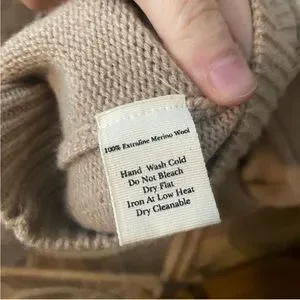 100% Extrafine Merino Wool
Hand Wash Cold
Do Not Bleach
Dry Flat
Iron At Low Heat
Dry Cleanable